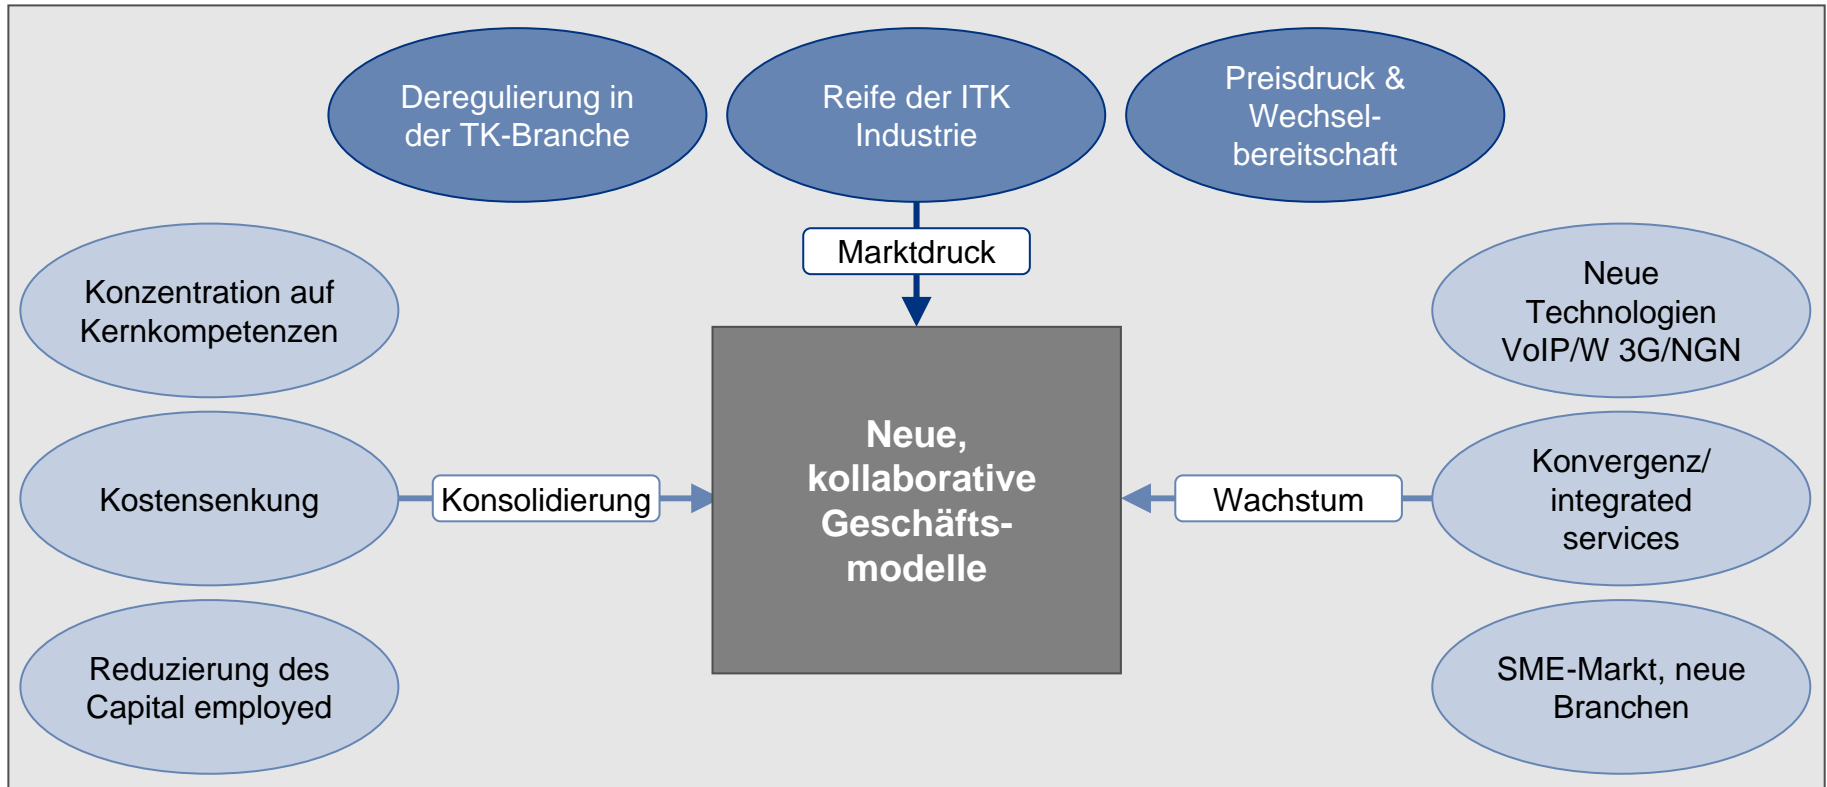 Deregulierung in
der TK-Branche
Reife der ITK
Industrie
Preisdruck &
Wechsel-
bereitschaft
Marktdruck
Konzentration auf
Kernkompetenzen
Kostensenkung
Reduzierung des
Capital employed
Konsolidierung
Neue,
kollaborative
Geschäfts-
modelle
Wachstum
Neue
Technologien
VoIP/W 3G/NGN
Konvergenz/
integrated
services
SME-Markt, neue
Branchen